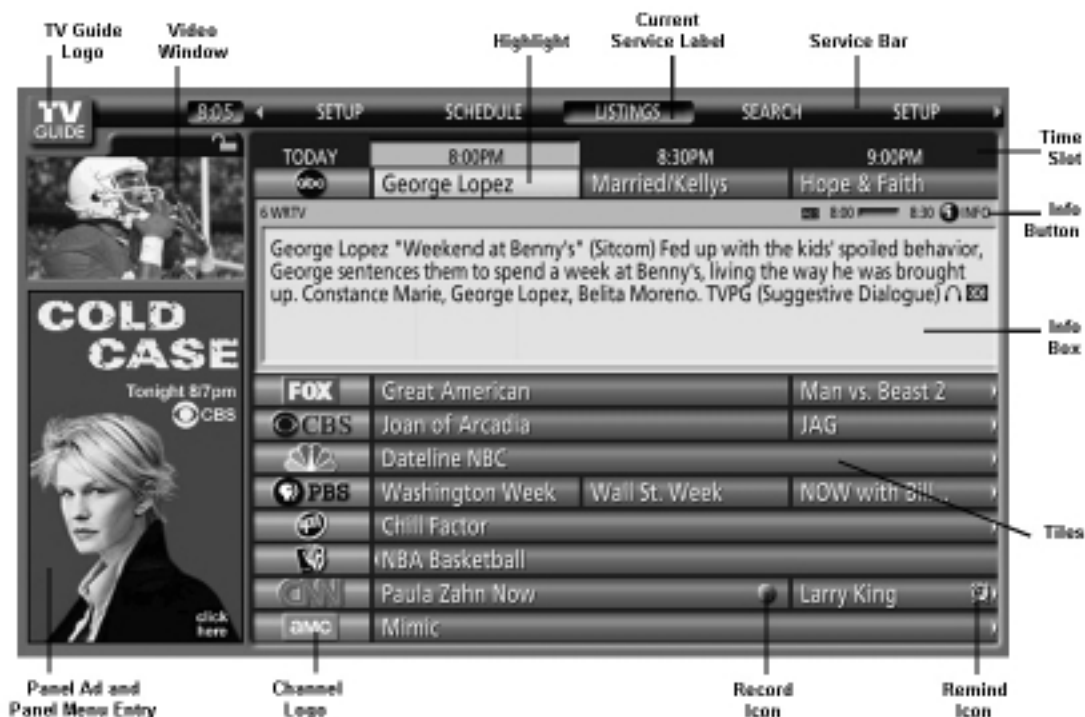 TV Guide
Logo
Video
Window
Highlight
Current
Service Label
Service Bar
TV
GUIDE
8:05
SETUP
SCHEDULE
LISTINGS
SEARCH
SETUP
TODAY
8:00PM
8:30PM
9:00PM
Time
Slot
abc
George Lopez
Married/Kellys
Hope & Faith
6 WRTV
8:00
8:30
INFO
Info
Button
George Lopez "Weekend at Benny's" (Sitcom) Fed up with the kids' spoiled behavior,
George sentences them to spend a week at Benny's, living the way he was brought
up. Constance Marie, George Lopez, Belita Moreno. TVPG (Suggestive Dialogue)
Info
Box
COLD
CASE
Tonight 8/7pm
CBS
click
here
FOX
Great American
Man vs. Beast 2
CBS
Joan of Arcadia
JAG
Dateline NBC
PBS
Washington Week
Wall St. Week
NOW with Bill...
Chill Factor
NBA Basketball
CNN
Paula Zahn Now
Larry King
amc
Mimic
Tiles
Panel Ad and
Panel Menu Entry
Channel
Logo
Record
Icon
Remind
Icon